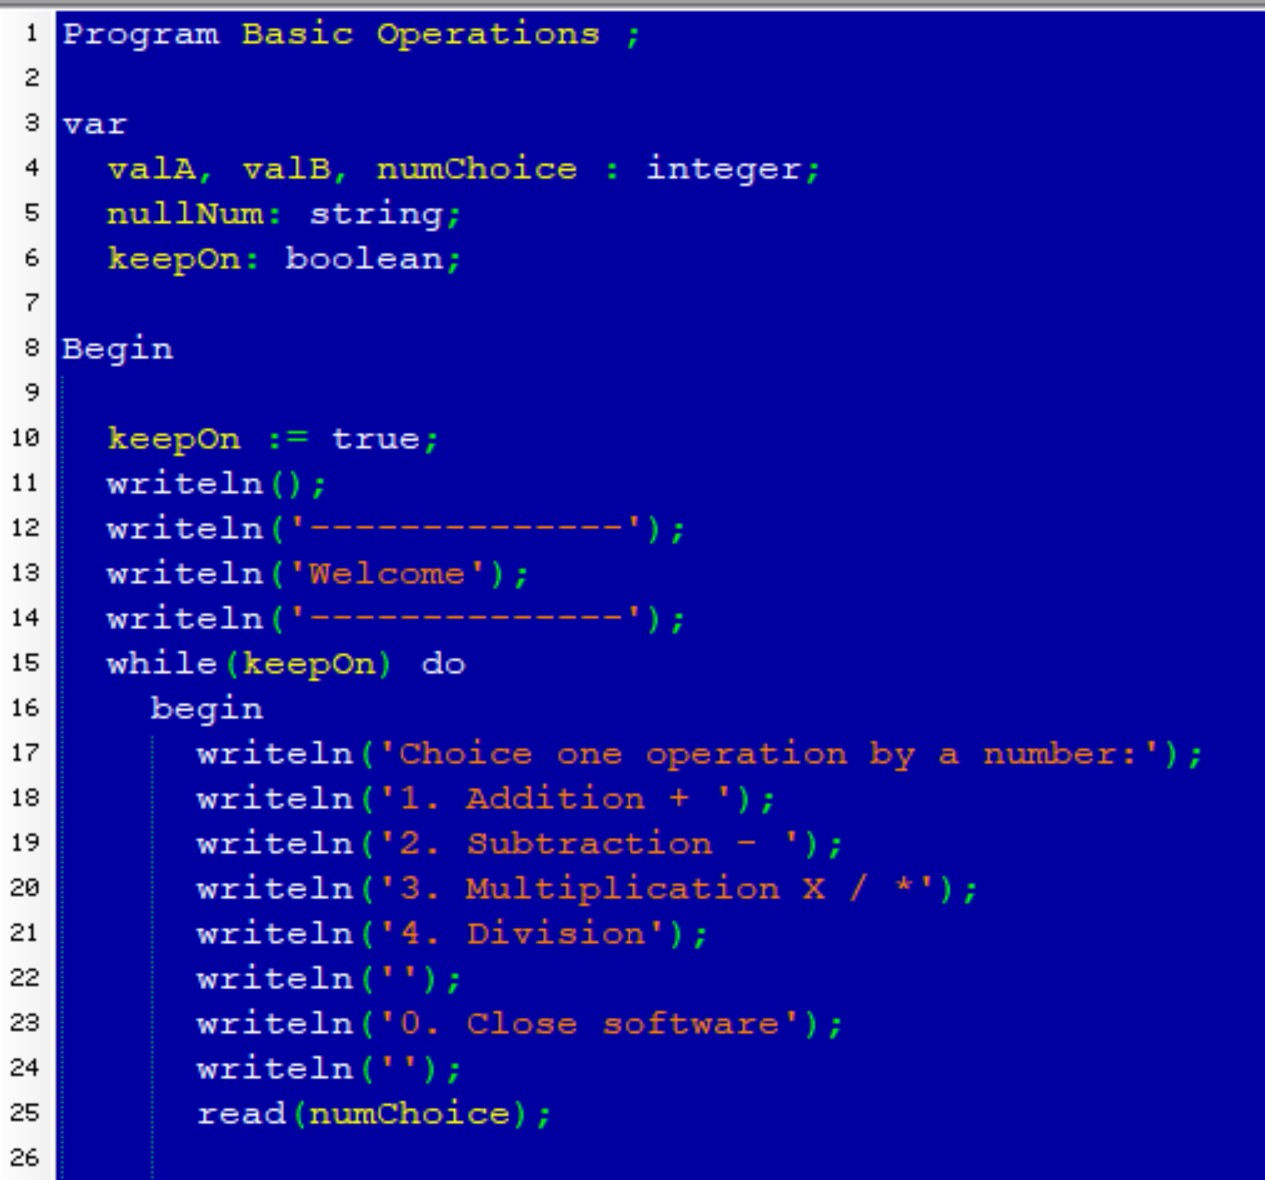 1 Program Basic Operations ;
2
3 var
4   valA, valB, numChoice : integer;
5   nullNum: string;
6   keepOn: boolean;
7
8 Begin
9
10   keepOn := true;
11   writeln();
12   writeln('--------------');
13   writeln('Welcome');
14   writeln('--------------');
15   while(keepOn) do
16     begin
17       writeln('Choice one operation by a number:');
18       writeln('1. Addition + ');
19       writeln('2. Subtraction - ');
20       writeln('3. Multiplication X / *');
21       writeln('4. Division');
22       writeln('');
23       writeln('0. Close software');
24       writeln('');
25       read(numChoice);
26